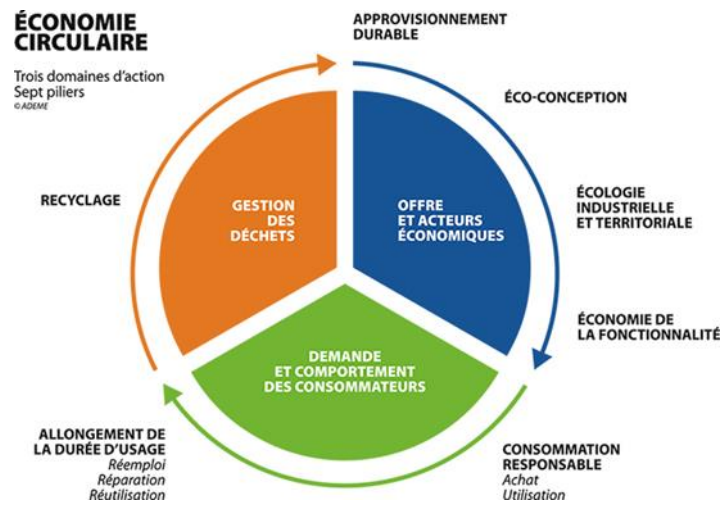 ÉCONOMIE
CIRCULAIRE
Trois domaines d'action
Sept piliers
© ADEME
APPROVISIONNEMENT
DURABLE
ÉCO-CONCEPTION
ÉCOLOGIE
INDUSTRIELLE
ET TERRITORIALE
ÉCONOMIE DE
LA FONCTIONNALITÉ
CONSOMMATION
RESPONSABLE
Achat
Utilisation
ALLONGEMENT DE
LA DURÉE D'USAGE
Réemploi
Réparation
Réutilisation
RECYCLAGE
GESTION
DES
DÉCHETS
OFFRE
ET ACTEURS
ÉCONOMIQUES
DEMANDE
ET COMPORTEMENT
DES CONSOMMATEURS